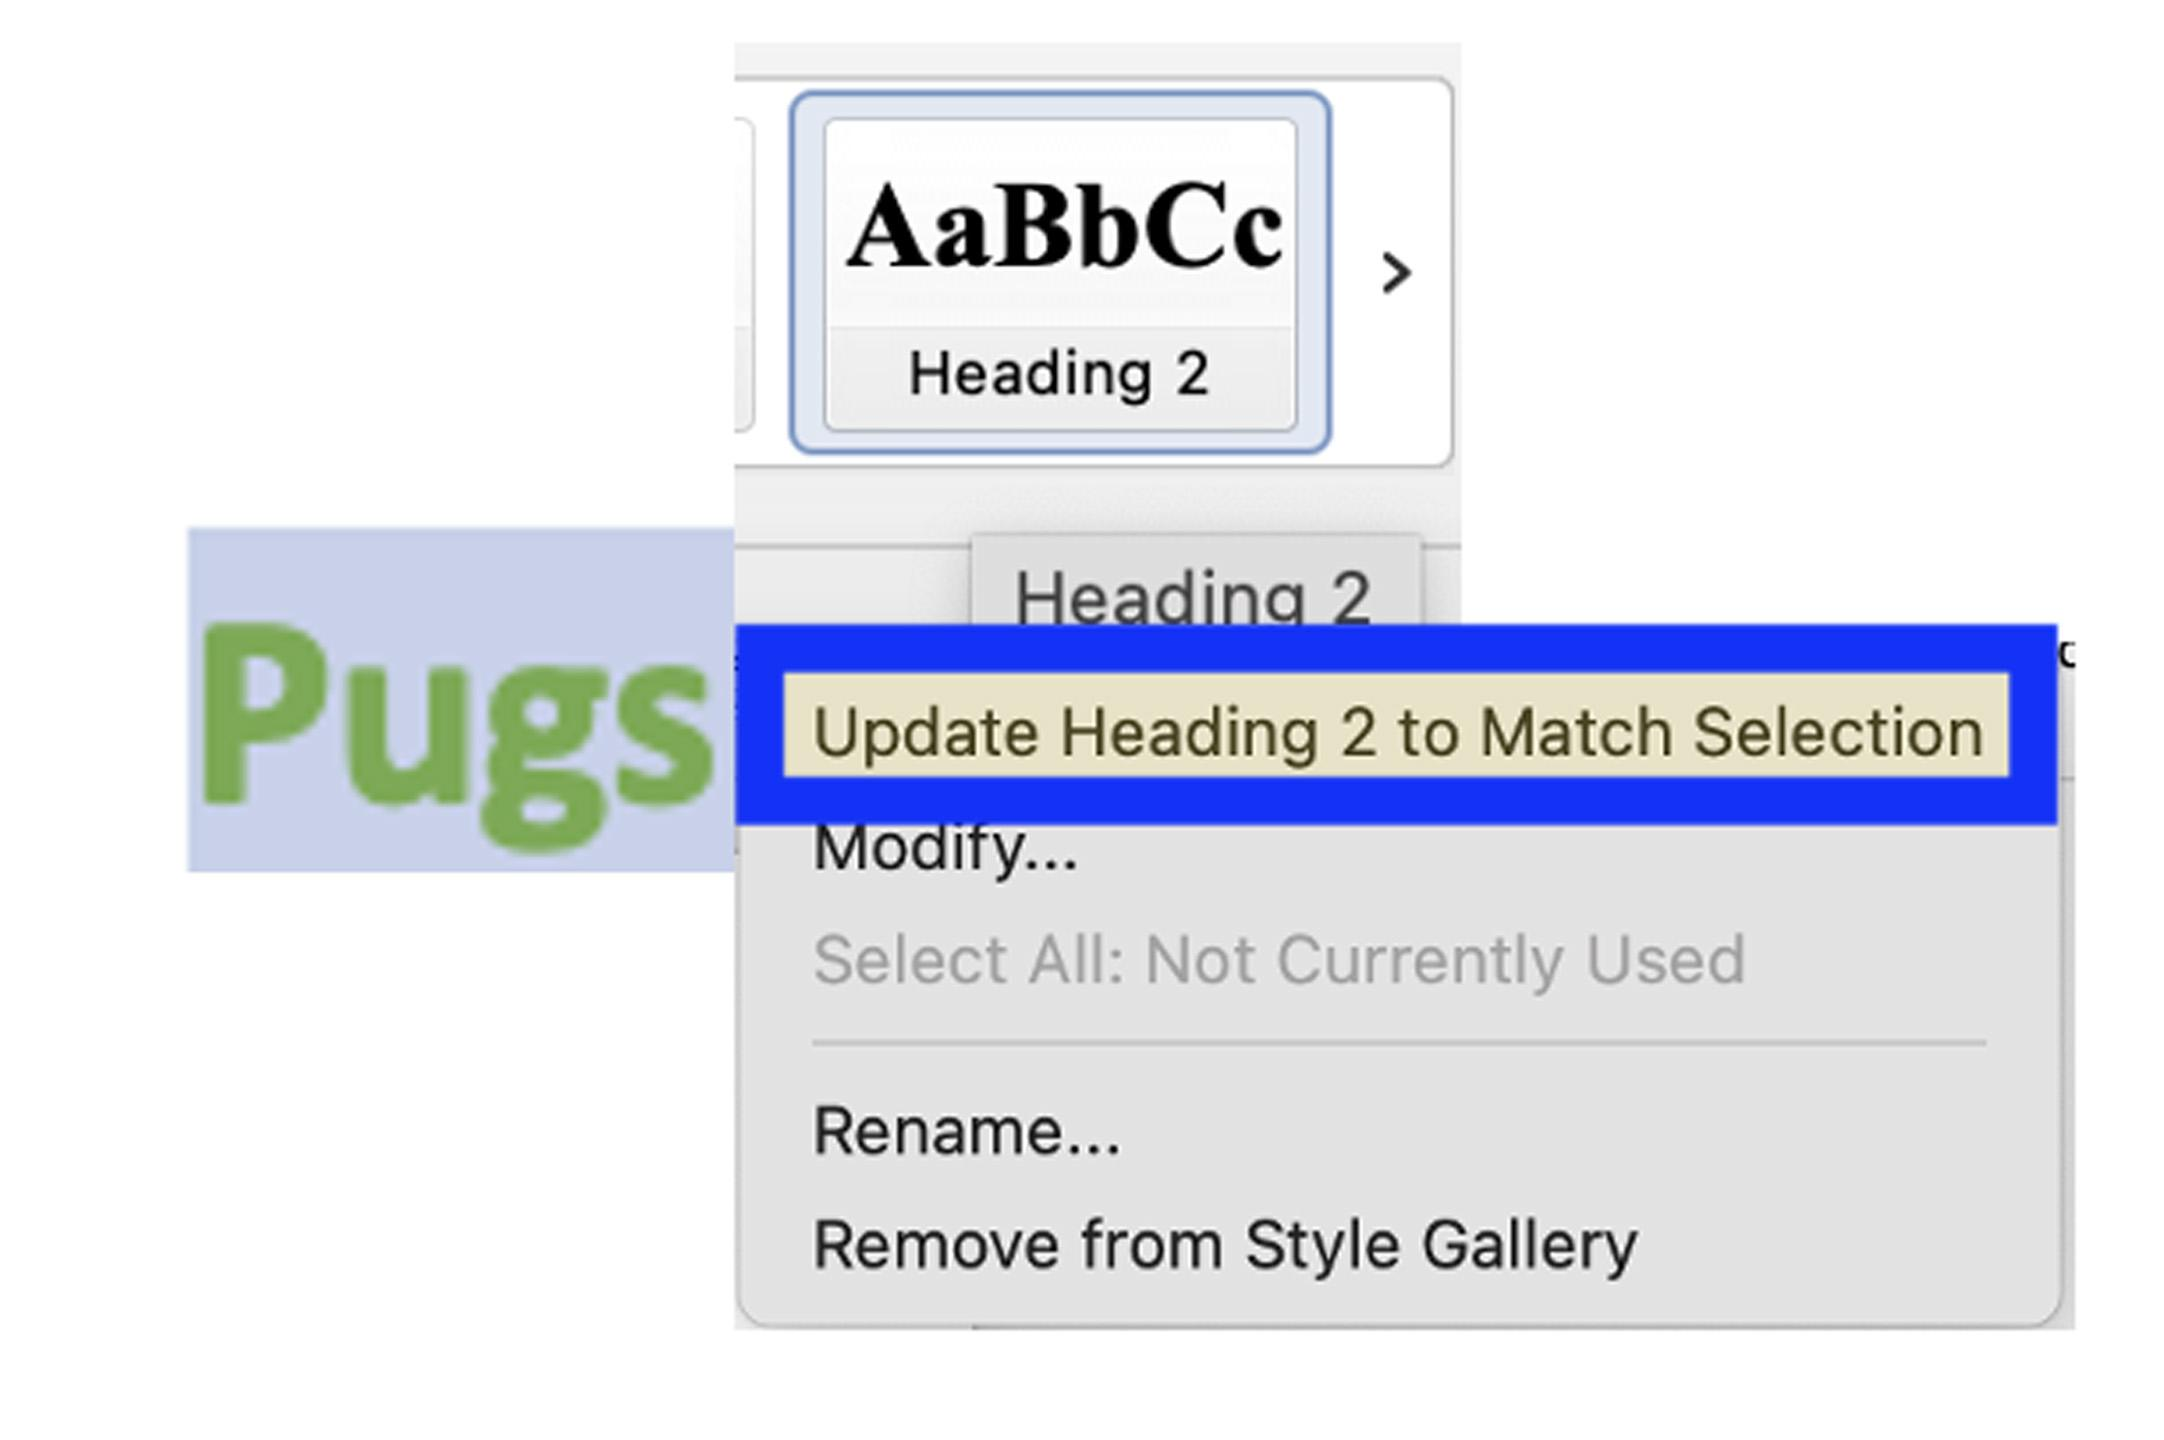 AaBbCc
Heading 2
Heading 2
Pugs
Update Heading 2 to Match Selection
Modify...
Select All: Not Currently Used
Rename...
Remove from Style Gallery